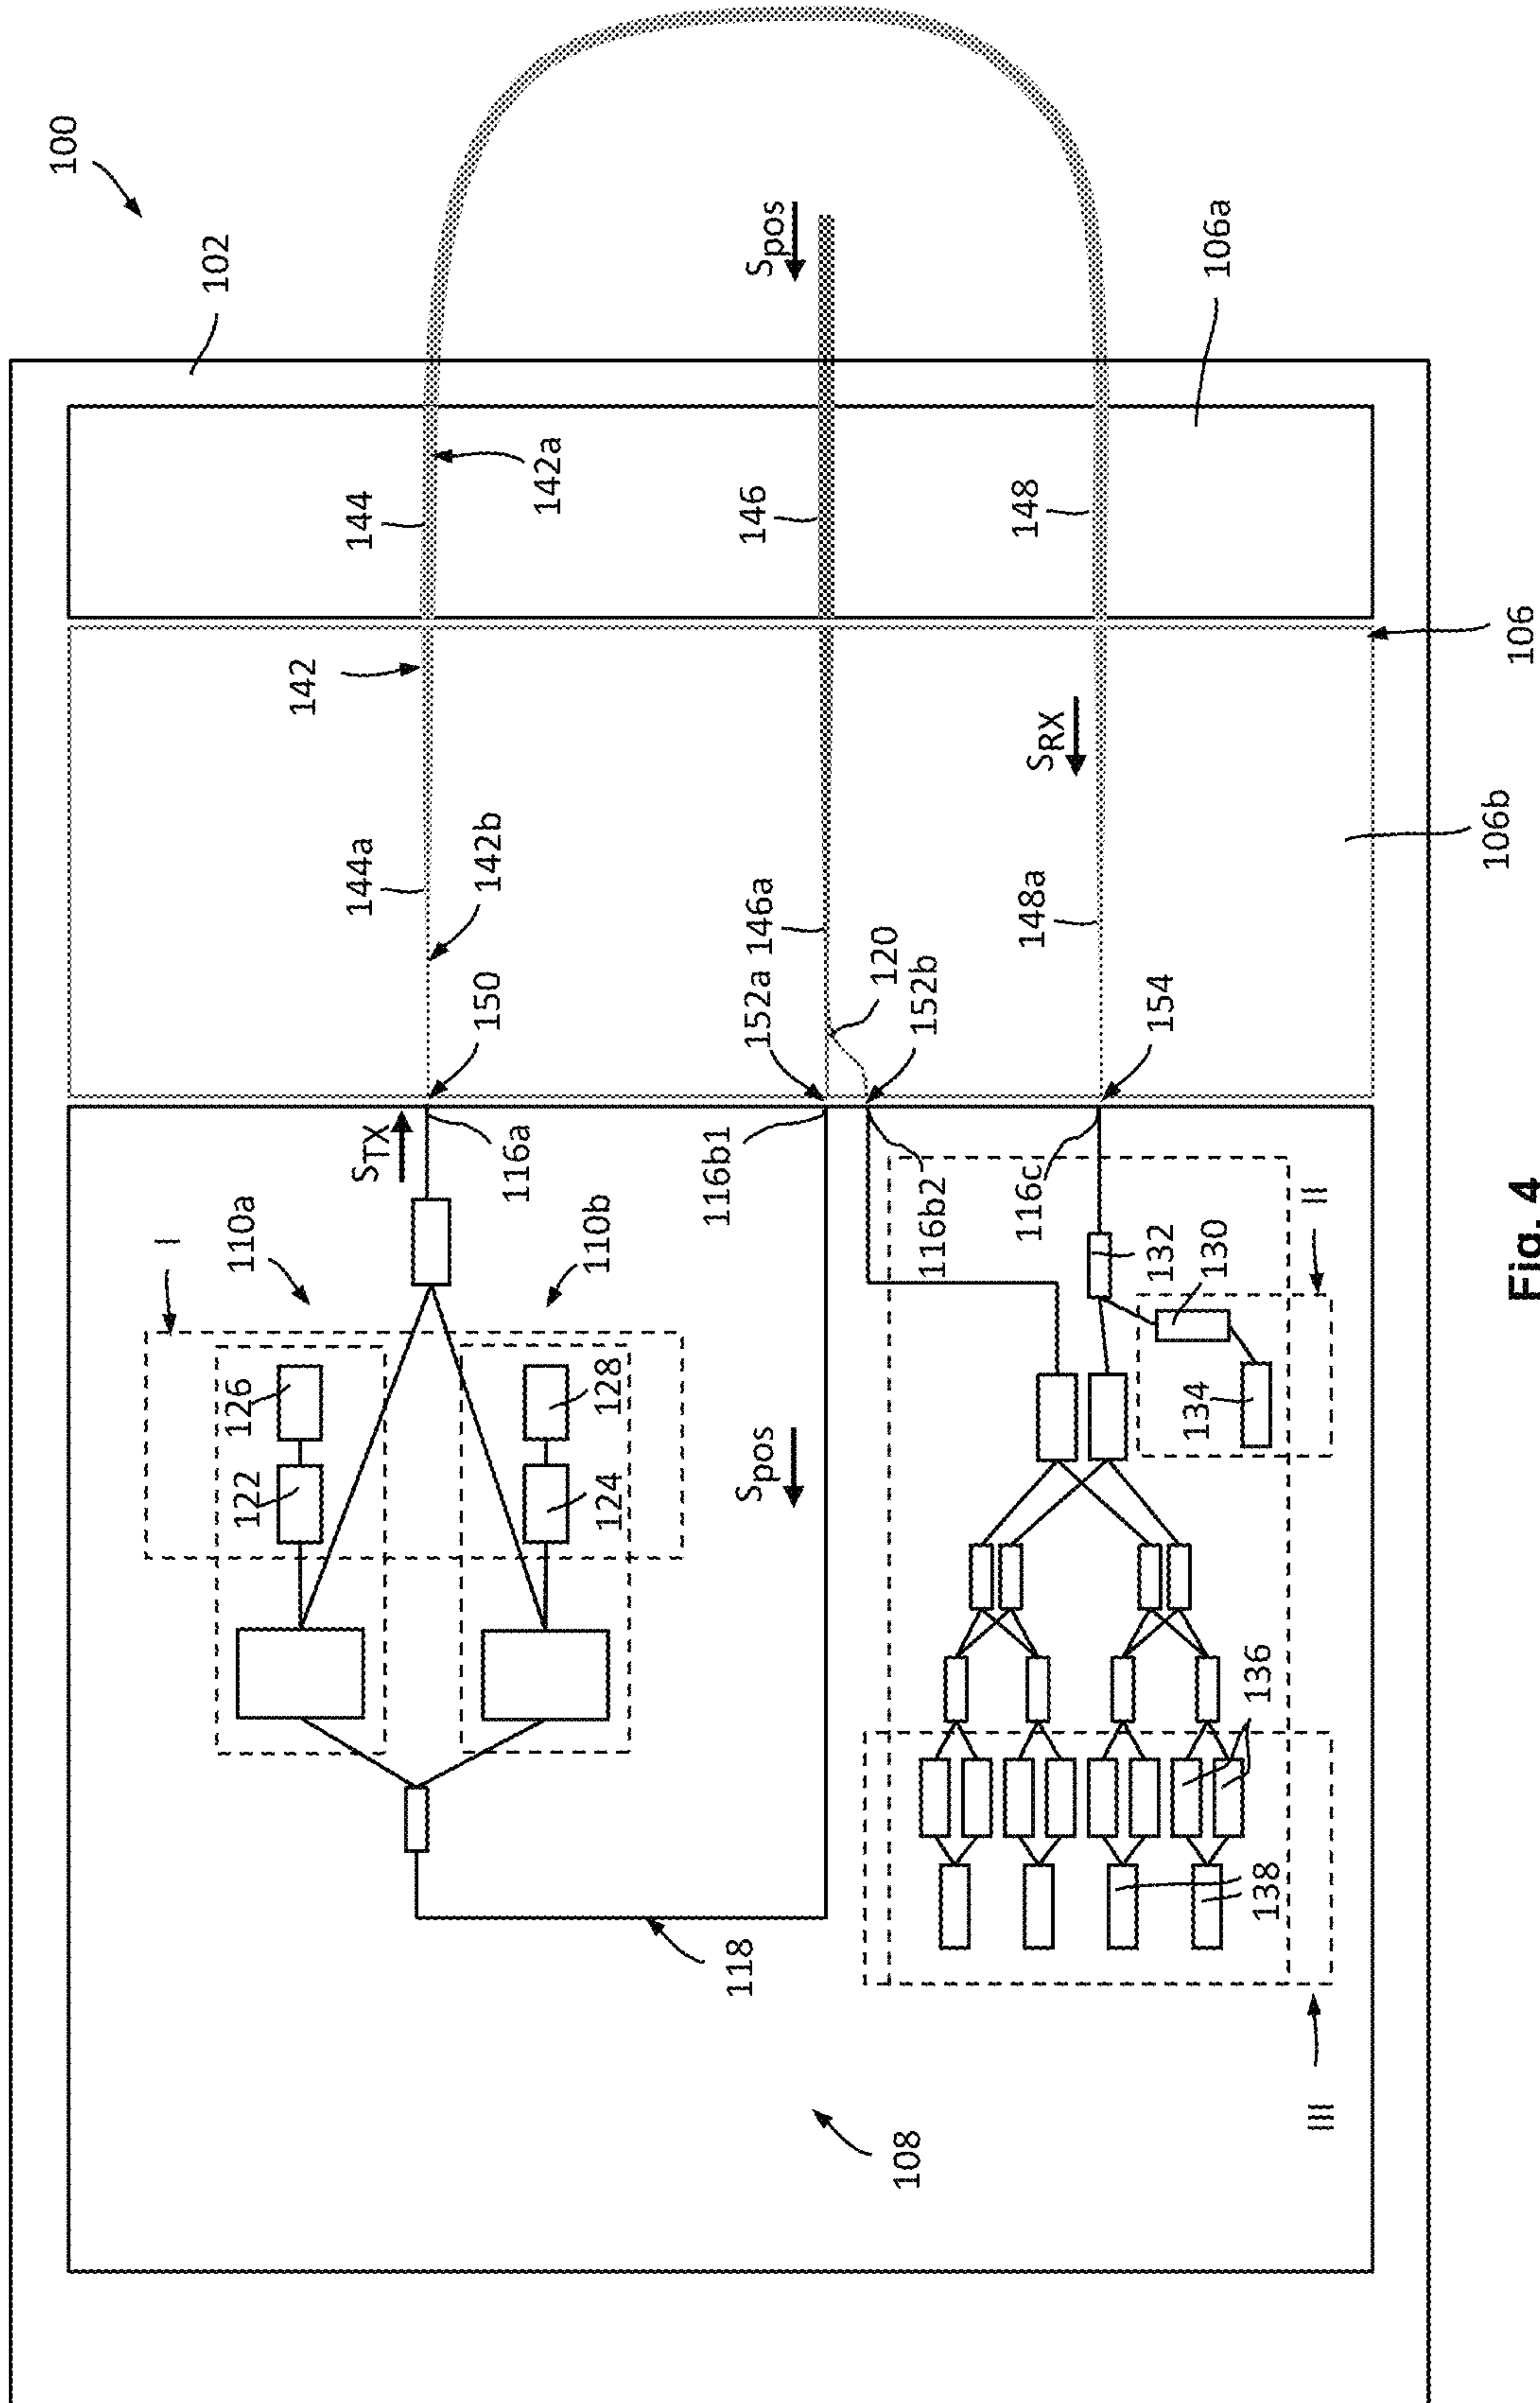 100
102
S_pos
106a
144
142a
146
148
106
142
S_RX
106b
144a
142b
146a
148a
150
152a
120
152b
154
S_TX
116a
116b1
116b2
116c
I
110a
110b
132
130
II
126
128
134
122
124
S_pos
136
138
118
III
108
Fig. 4